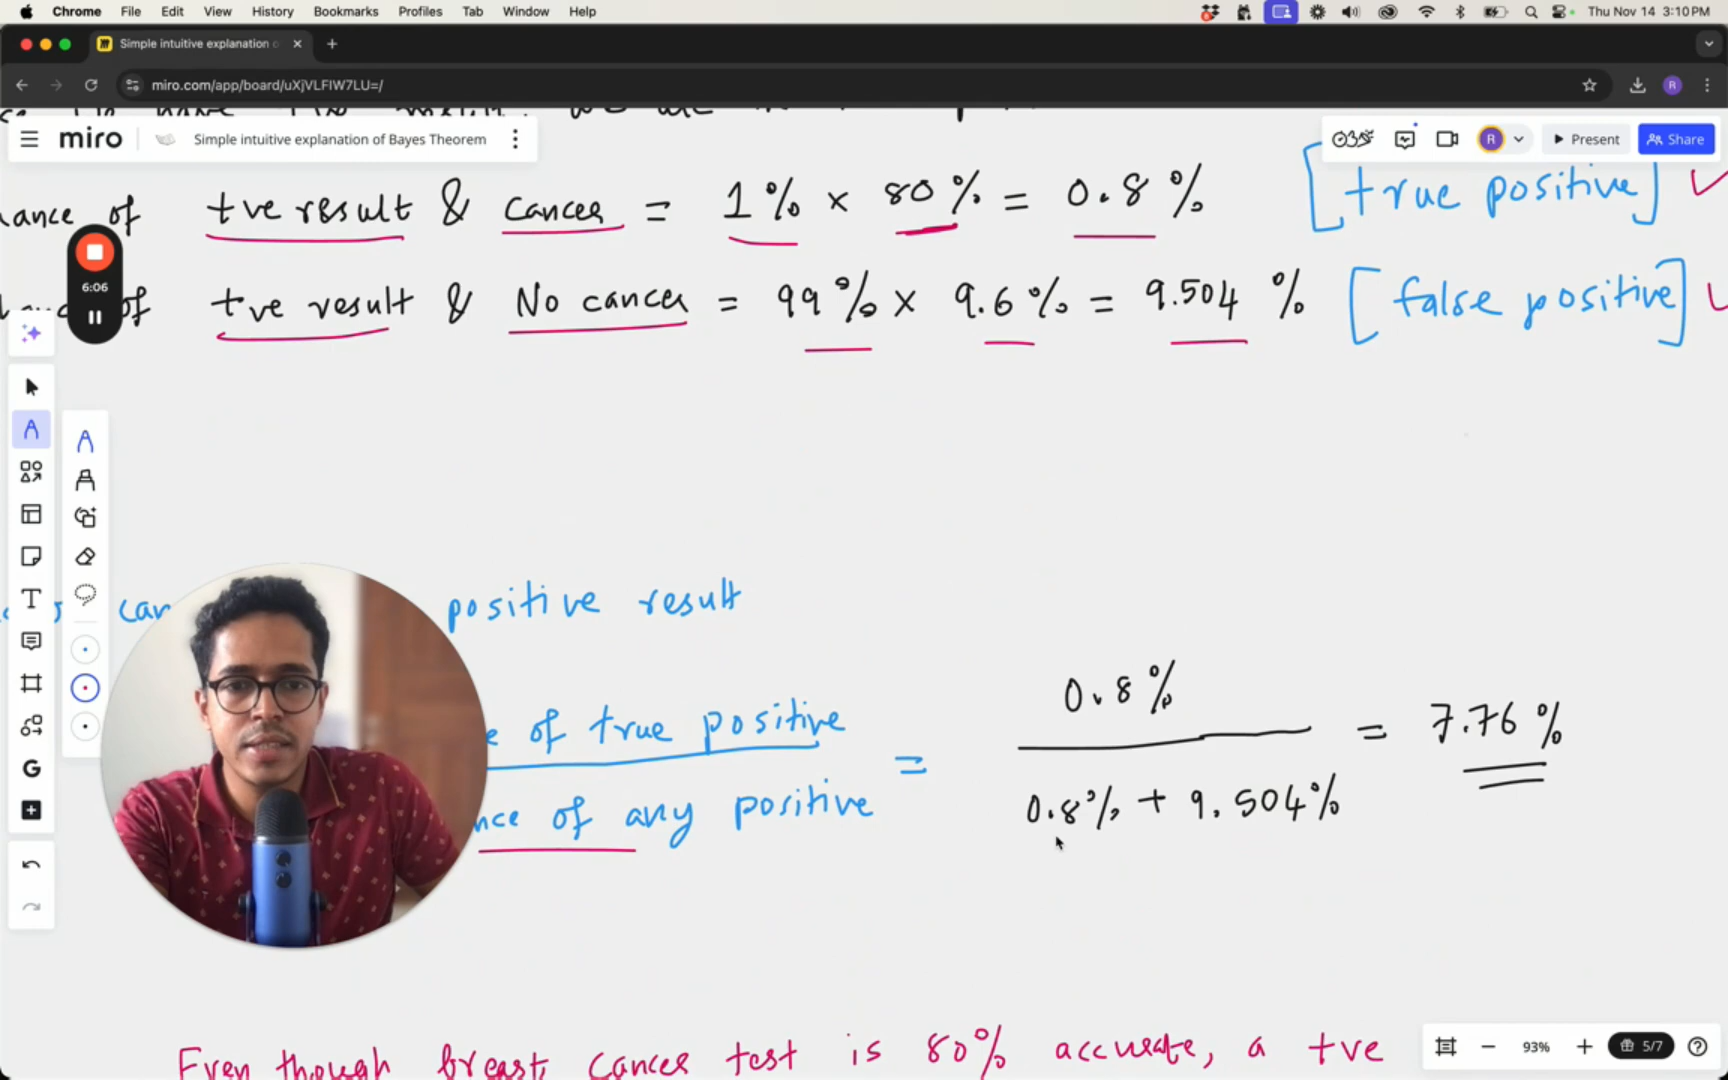 Chrome File Edit View History Bookmarks Profiles Tab Window Help Thu Nov 14 3:10 PM
Simple intuitive explanation o
miro.com/app/board/uXjVLFIW7LU=/
R
miro Simple intuitive explanation of Bayes Theorem R Present Share
of +ve result & Cancer = 1% × 80% = 0.8% [true positive]
6:06
of +ve result & No cancer = 99% × 9.6% = 9.504 % [false positive]
positive result
0.8%
of true positive
= 7.76%
of any positive = 0.8% + 9.504%
T
G
Even though breast cancer test is 80% accurate, a +ve
93% 5/7